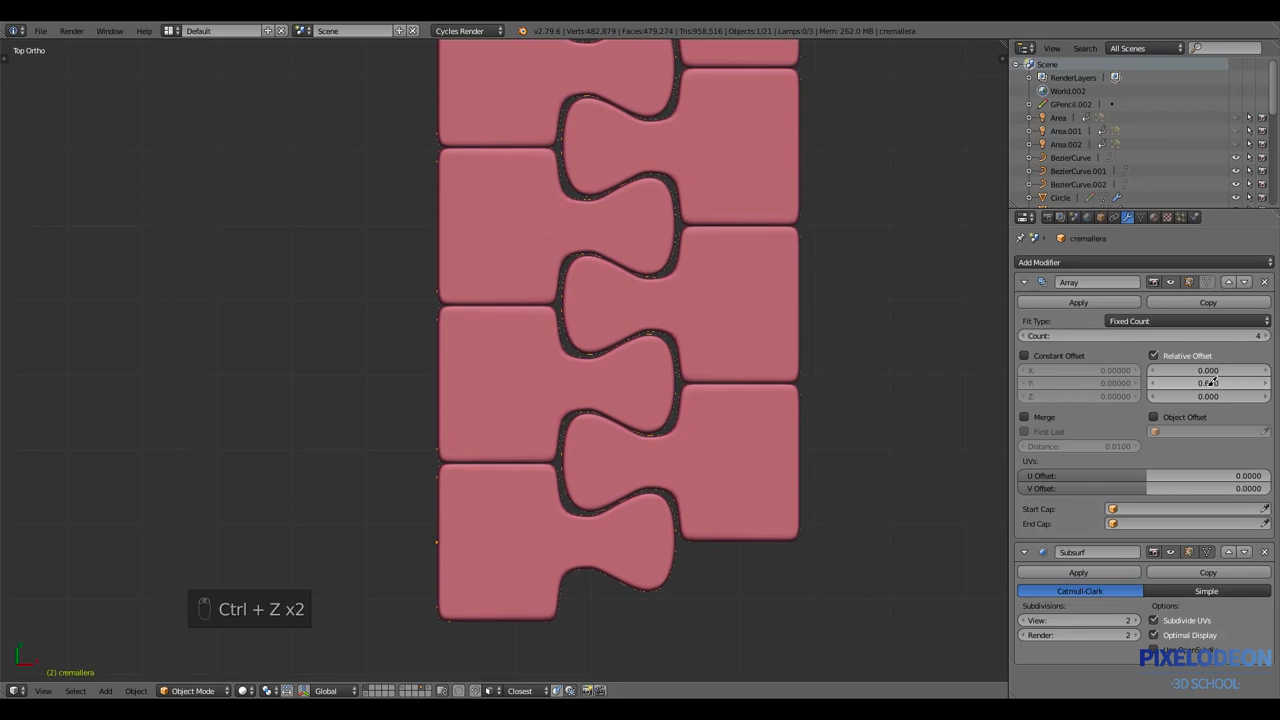 File Render Window Help Default Scene Cycles Render v2.79.6 | Verts:482,879 | Faces:479,274 | Tris:958,516 | Objects:1/21 | Lamps:0/3 | Mem: 262.0 MB | cremallera
Top Ortho
View Search All Scenes
Scene
RenderLayers
World.002
GPencil.002
Area
Area.001
Area.002
BezierCurve
BezierCurve.001
BezierCurve.002
Circle
cremallera
Add Modifier
Array
Apply Copy
Fit Type: Fixed Count
Count: 4
Constant Offset Relative Offset
X: 0.00000 0.000
Y: 0.00000
Z: 0.00000 0.000
Merge Object Offset
First Last
Distance: 0.0100
UVs:
U Offset: 0.0000
V Offset: 0.0000
Start Cap:
End Cap:
Subsurf
Apply Copy
Catmull-Clark Simple
Subdivisions: Options:
View: 2 Subdivide UVs
Render: 2 Optimal Display
PIXELODEON
·3D SCHOOL·
Ctrl + Z x2
(2) cremallera
View Select Add Object Object Mode Global Closest